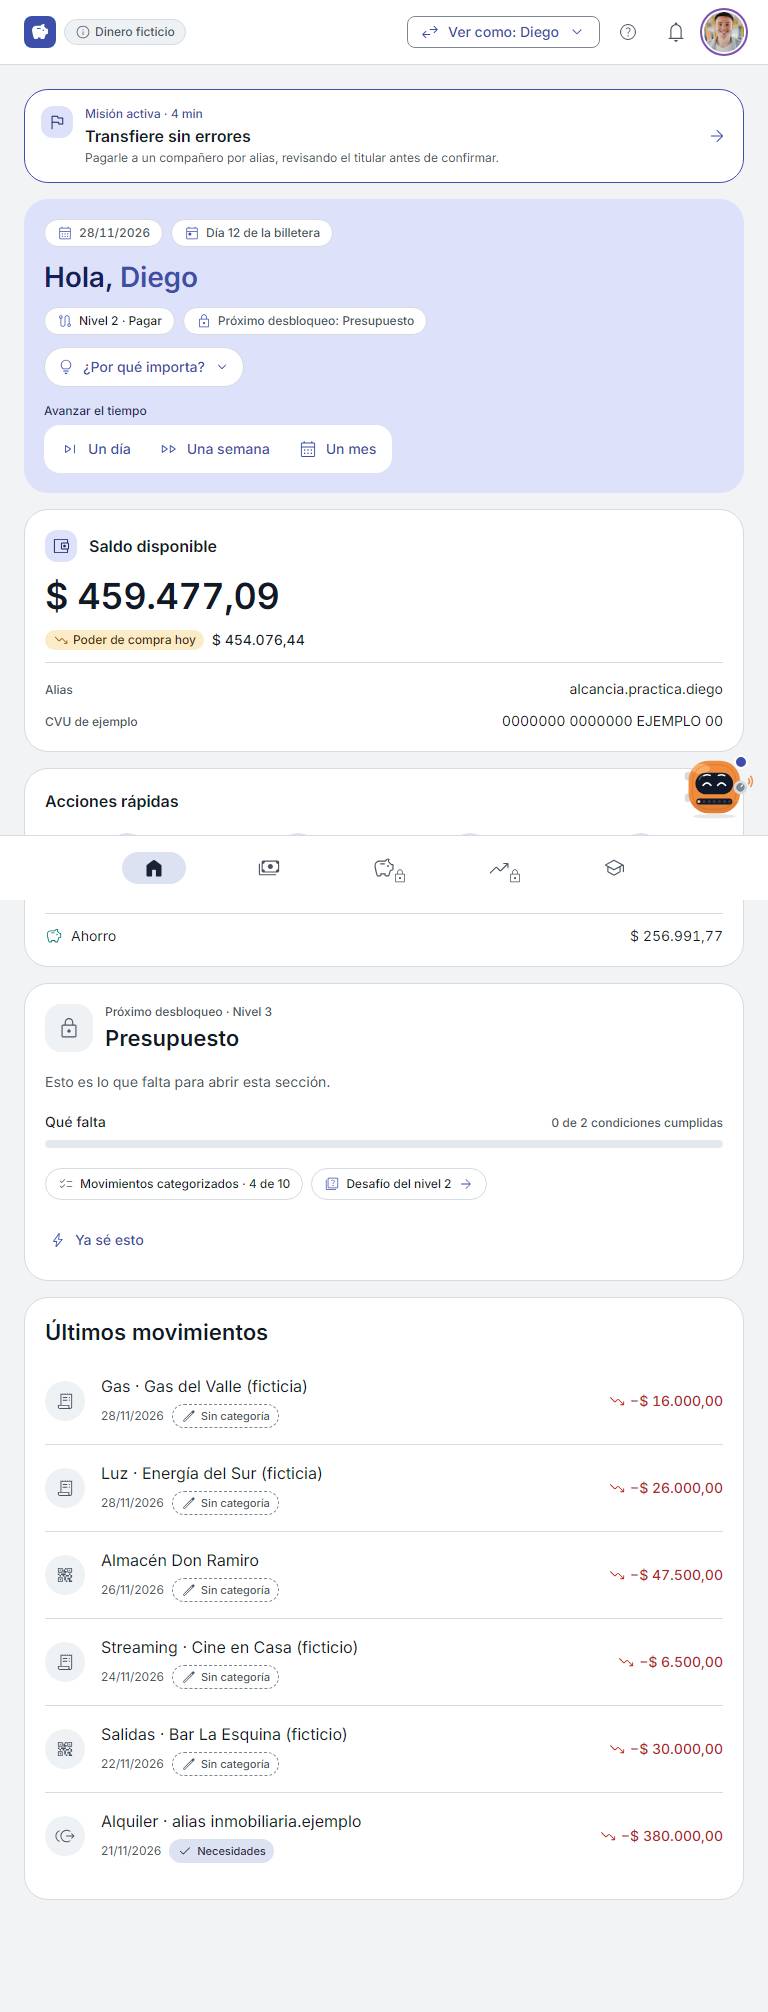 Dinero ficticio
Ver como: Diego
Misión activa · 4 min
Transfiere sin errores
Pagarle a un compañero por alias, revisando el titular antes de confirmar.
28/11/2026
Día 12 de la billetera
Hola, Diego
Nivel 2 · Pagar
Próximo desbloqueo: Presupuesto
¿Por qué importa?
Avanzar el tiempo
Un día
Una semana
Un mes
Saldo disponible
$ 459.477,09
Poder de compra hoy $ 454.076,44
Alias alcancia.practica.diego
CVU de ejemplo 0000000 0000000 EJEMPLO 00
Acciones rápidas
Ahorro $ 256.991,77
Próximo desbloqueo · Nivel 3
Presupuesto
Esto es lo que falta para abrir esta sección.
Qué falta 0 de 2 condiciones cumplidas
Movimientos categorizados · 4 de 10
Desafío del nivel 2
Ya sé esto
Últimos movimientos
Gas · Gas del Valle (ficticia)
28/11/2026 Sin categoría
−$ 16.000,00
Luz · Energía del Sur (ficticia)
28/11/2026 Sin categoría
−$ 26.000,00
Almacén Don Ramiro
26/11/2026 Sin categoría
−$ 47.500,00
Streaming · Cine en Casa (ficticio)
24/11/2026 Sin categoría
−$ 6.500,00
Salidas · Bar La Esquina (ficticio)
22/11/2026 Sin categoría
−$ 30.000,00
Alquiler · alias inmobiliaria.ejemplo
21/11/2026 Necesidades
−$ 380.000,00